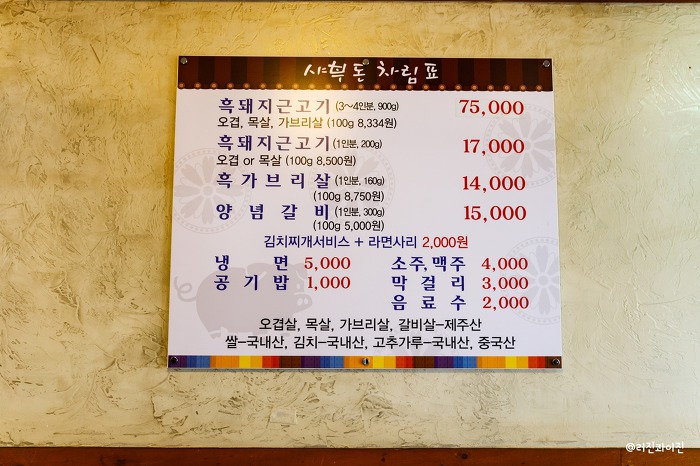 샤흑돈 차림표
흑돼지근고기 (3~4인분, 900g) 75,000
오겹, 목살, 가브리살 (100g 8,334원)
흑돼지근고기 (1인분, 200g) 17,000
오겹 or 목살 (100g 8,500원)
흑가브리살 (1인분, 160g) 14,000
(100g 8,750원)
양념갈비 (1인분, 300g) 15,000
(100g 5,000원)
김치찌개서비스 + 라면사리 2,000원
냉면 5,000 소주, 맥주 4,000
공기밥 1,000 막걸리 3,000
음료수 2,000
오겹살, 목살, 가브리살, 갈비살-제주산
쌀-국내산, 김치-국내산, 고추가루-국내산, 중국산
@러진콰이진